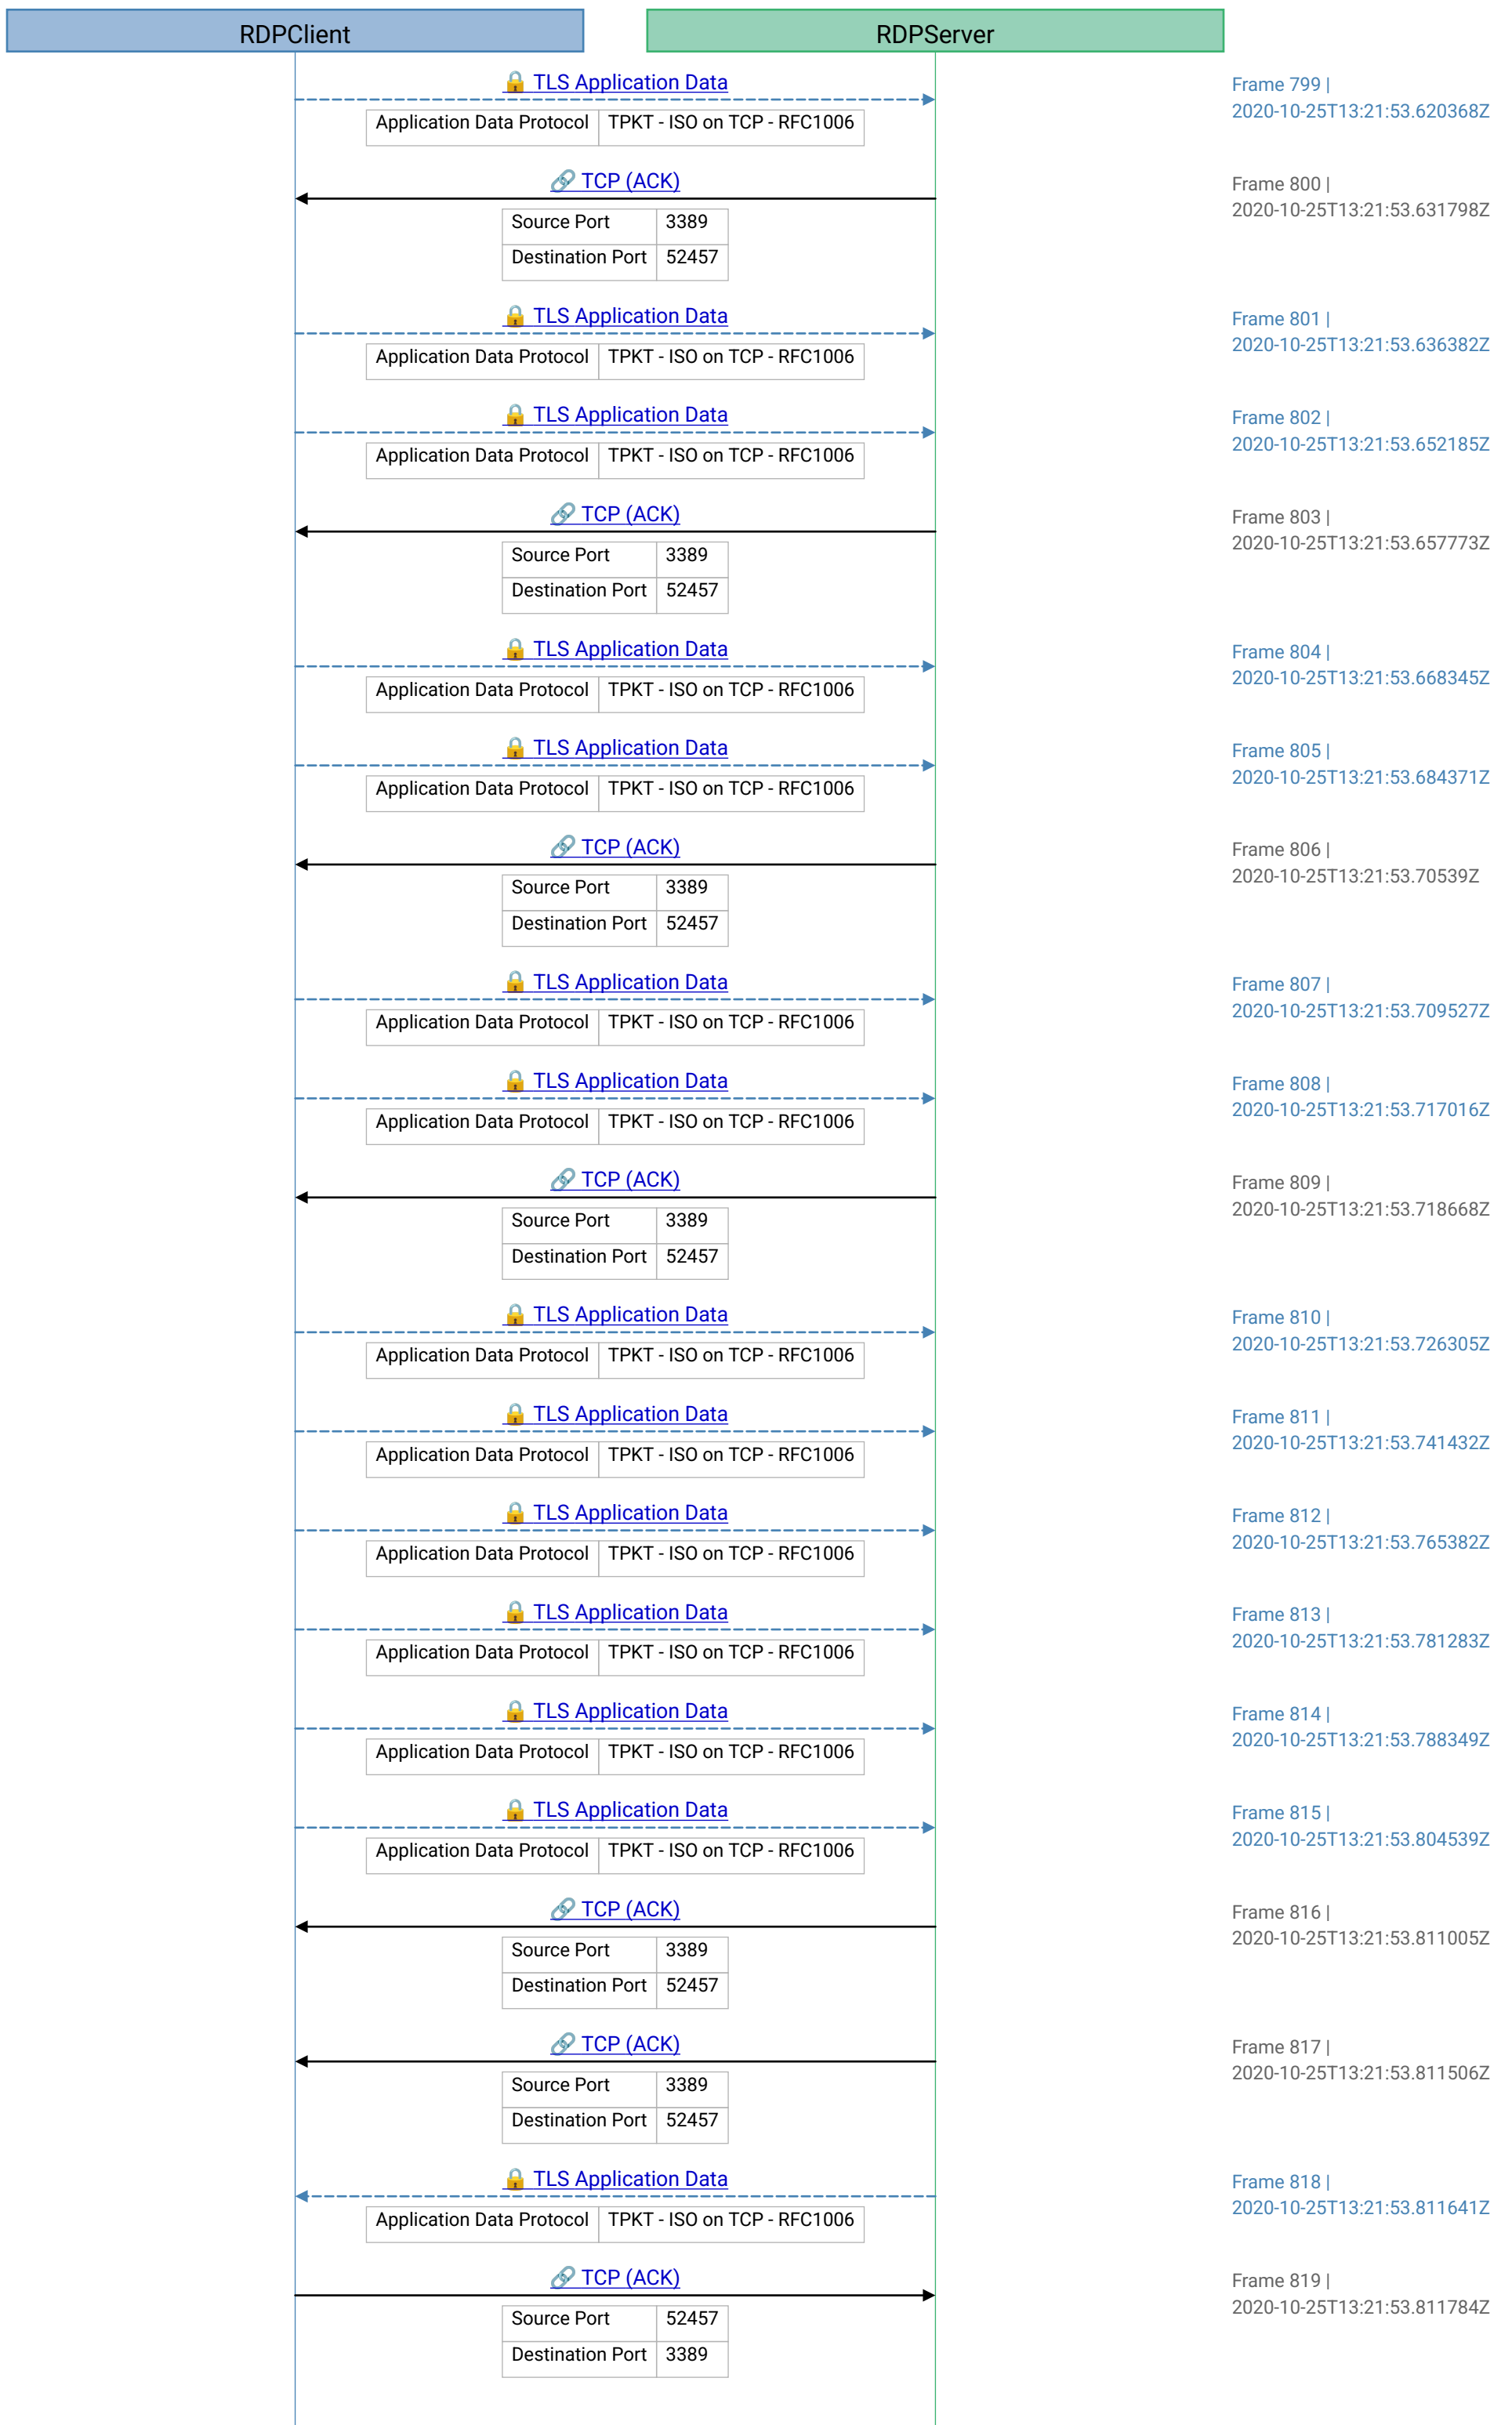 RDPClient
RDPServer
🔒 TLS Application Data
Frame 799 |
2020-10-25T13:21:53.620368Z
Application Data Protocol TPKT - ISO on TCP - RFC1006
🔗 TCP (ACK)
Frame 800 |
2020-10-25T13:21:53.631798Z
Source Port 3389
Destination Port 52457
🔒 TLS Application Data
Frame 801 |
2020-10-25T13:21:53.636382Z
Application Data Protocol TPKT - ISO on TCP - RFC1006
🔒 TLS Application Data
Frame 802 |
2020-10-25T13:21:53.652185Z
Application Data Protocol TPKT - ISO on TCP - RFC1006
🔗 TCP (ACK)
Frame 803 |
2020-10-25T13:21:53.657773Z
Source Port 3389
Destination Port 52457
🔒 TLS Application Data
Frame 804 |
2020-10-25T13:21:53.668345Z
Application Data Protocol TPKT - ISO on TCP - RFC1006
🔒 TLS Application Data
Frame 805 |
2020-10-25T13:21:53.684371Z
Application Data Protocol TPKT - ISO on TCP - RFC1006
🔗 TCP (ACK)
Frame 806 |
2020-10-25T13:21:53.70539Z
Source Port 3389
Destination Port 52457
🔒 TLS Application Data
Frame 807 |
2020-10-25T13:21:53.709527Z
Application Data Protocol TPKT - ISO on TCP - RFC1006
🔒 TLS Application Data
Frame 808 |
2020-10-25T13:21:53.717016Z
Application Data Protocol TPKT - ISO on TCP - RFC1006
🔗 TCP (ACK)
Frame 809 |
2020-10-25T13:21:53.718668Z
Source Port 3389
Destination Port 52457
🔒 TLS Application Data
Frame 810 |
2020-10-25T13:21:53.726305Z
Application Data Protocol TPKT - ISO on TCP - RFC1006
🔒 TLS Application Data
Frame 811 |
2020-10-25T13:21:53.741432Z
Application Data Protocol TPKT - ISO on TCP - RFC1006
🔒 TLS Application Data
Frame 812 |
2020-10-25T13:21:53.765382Z
Application Data Protocol TPKT - ISO on TCP - RFC1006
🔒 TLS Application Data
Frame 813 |
2020-10-25T13:21:53.781283Z
Application Data Protocol TPKT - ISO on TCP - RFC1006
🔒 TLS Application Data
Frame 814 |
2020-10-25T13:21:53.788349Z
Application Data Protocol TPKT - ISO on TCP - RFC1006
🔒 TLS Application Data
Frame 815 |
2020-10-25T13:21:53.804539Z
Application Data Protocol TPKT - ISO on TCP - RFC1006
🔗 TCP (ACK)
Frame 816 |
2020-10-25T13:21:53.811005Z
Source Port 3389
Destination Port 52457
🔗 TCP (ACK)
Frame 817 |
2020-10-25T13:21:53.811506Z
Source Port 3389
Destination Port 52457
🔒 TLS Application Data
Frame 818 |
2020-10-25T13:21:53.811641Z
Application Data Protocol TPKT - ISO on TCP - RFC1006
🔗 TCP (ACK)
Frame 819 |
2020-10-25T13:21:53.811784Z
Source Port 52457
Destination Port 3389